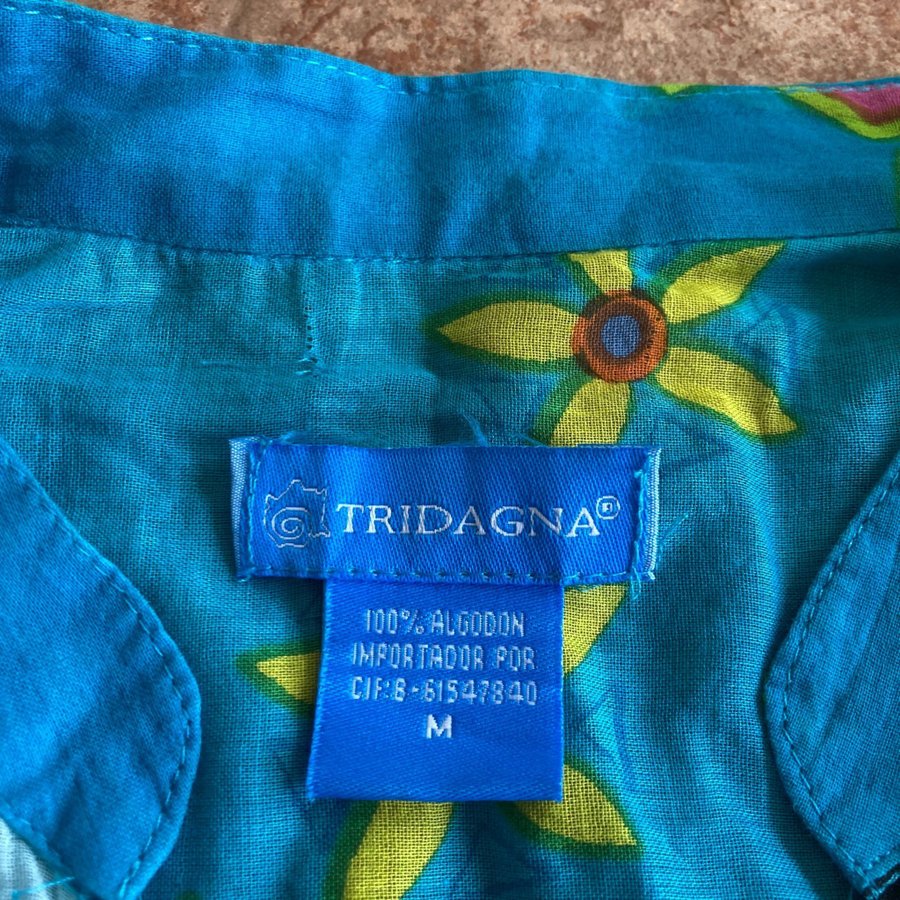 TRIDAGNA®
100% ALGODON
IMPORTADOR POR
CIF:B-61547840
M